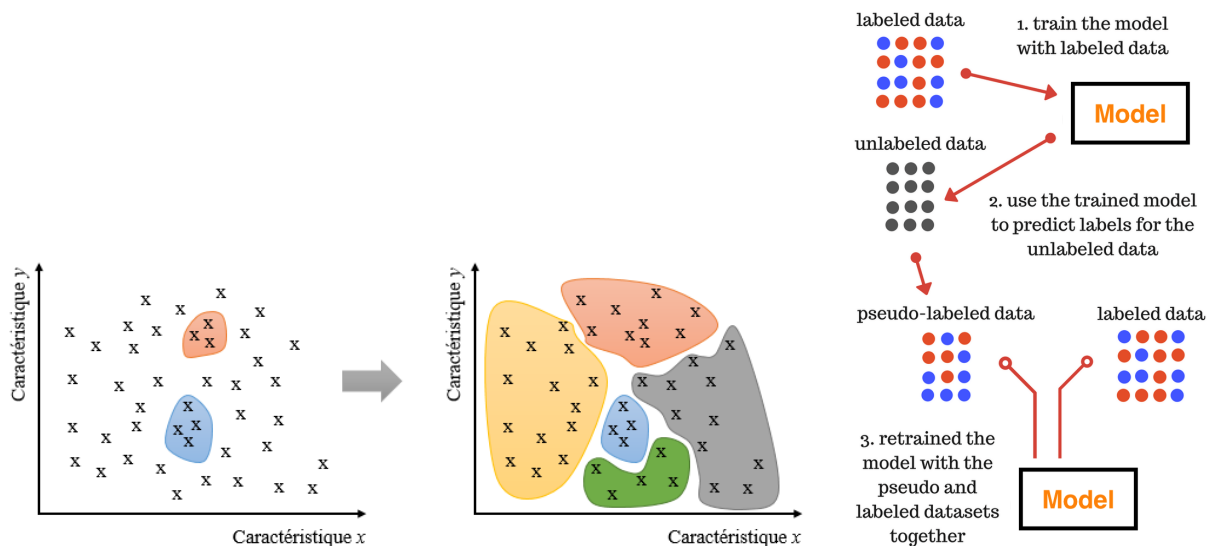 Caractéristique y
Caractéristique x
Caractéristique y
Caractéristique x
labeled data
1. train the model
with labeled data
Model
unlabeled data
2. use the trained model
to predict labels for the
unlabeled data
pseudo-labeled data
labeled data
3. retrained the
model with the
pseudo and
labeled datasets
together
Model